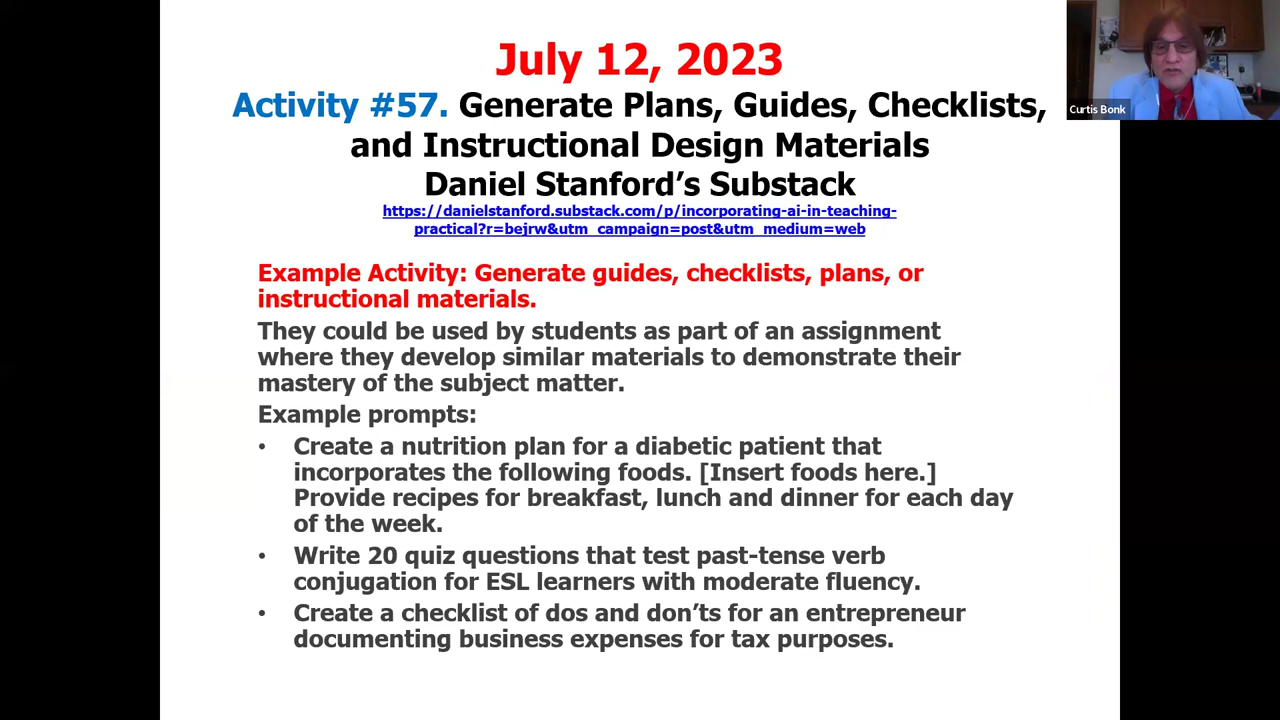 July 12, 2023
Activity #57. Generate Plans, Guides, Checklists,
and Instructional Design Materials
Daniel Stanford’s Substack
https://danielstanford.substack.com/p/incorporating-ai-in-teaching-
practical?r=bejrw&utm_campaign=post&utm_medium=web
Curtis Bonk
Example Activity: Generate guides, checklists, plans, or
instructional materials.
They could be used by students as part of an assignment
where they develop similar materials to demonstrate their
mastery of the subject matter.
Example prompts:
• Create a nutrition plan for a diabetic patient that
incorporates the following foods. [Insert foods here.]
Provide recipes for breakfast, lunch and dinner for each day
of the week.
• Write 20 quiz questions that test past-tense verb
conjugation for ESL learners with moderate fluency.
• Create a checklist of dos and don’ts for an entrepreneur
documenting business expenses for tax purposes.